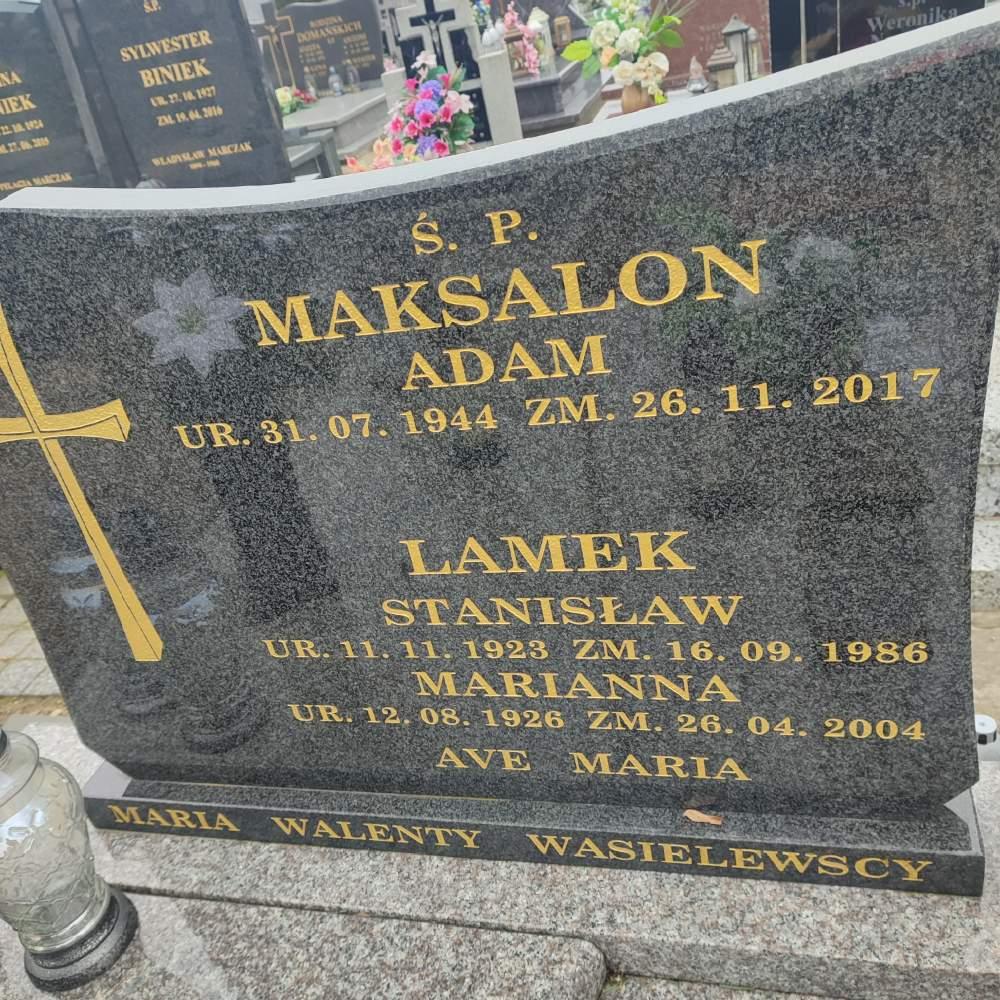 Ś.P.
SYLWESTER
BINIEK
UR. 27. 10. 1927
ZM. 19. 04. 2016
WŁADYSŁAW MARCZAK
RODZINA
DOMAŃSKICH
Weronika
Ś. P.
MAKSALON
ADAM
UR. 31. 07. 1944 ZM. 26. 11. 2017
LAMEK
STANISŁAW
UR. 11. 11. 1923 ZM. 16. 09. 1986
MARIANNA
UR. 12. 08. 1926 ZM. 26. 04. 2004
AVE MARIA
MARIA WALENTY WASIELEWSCY